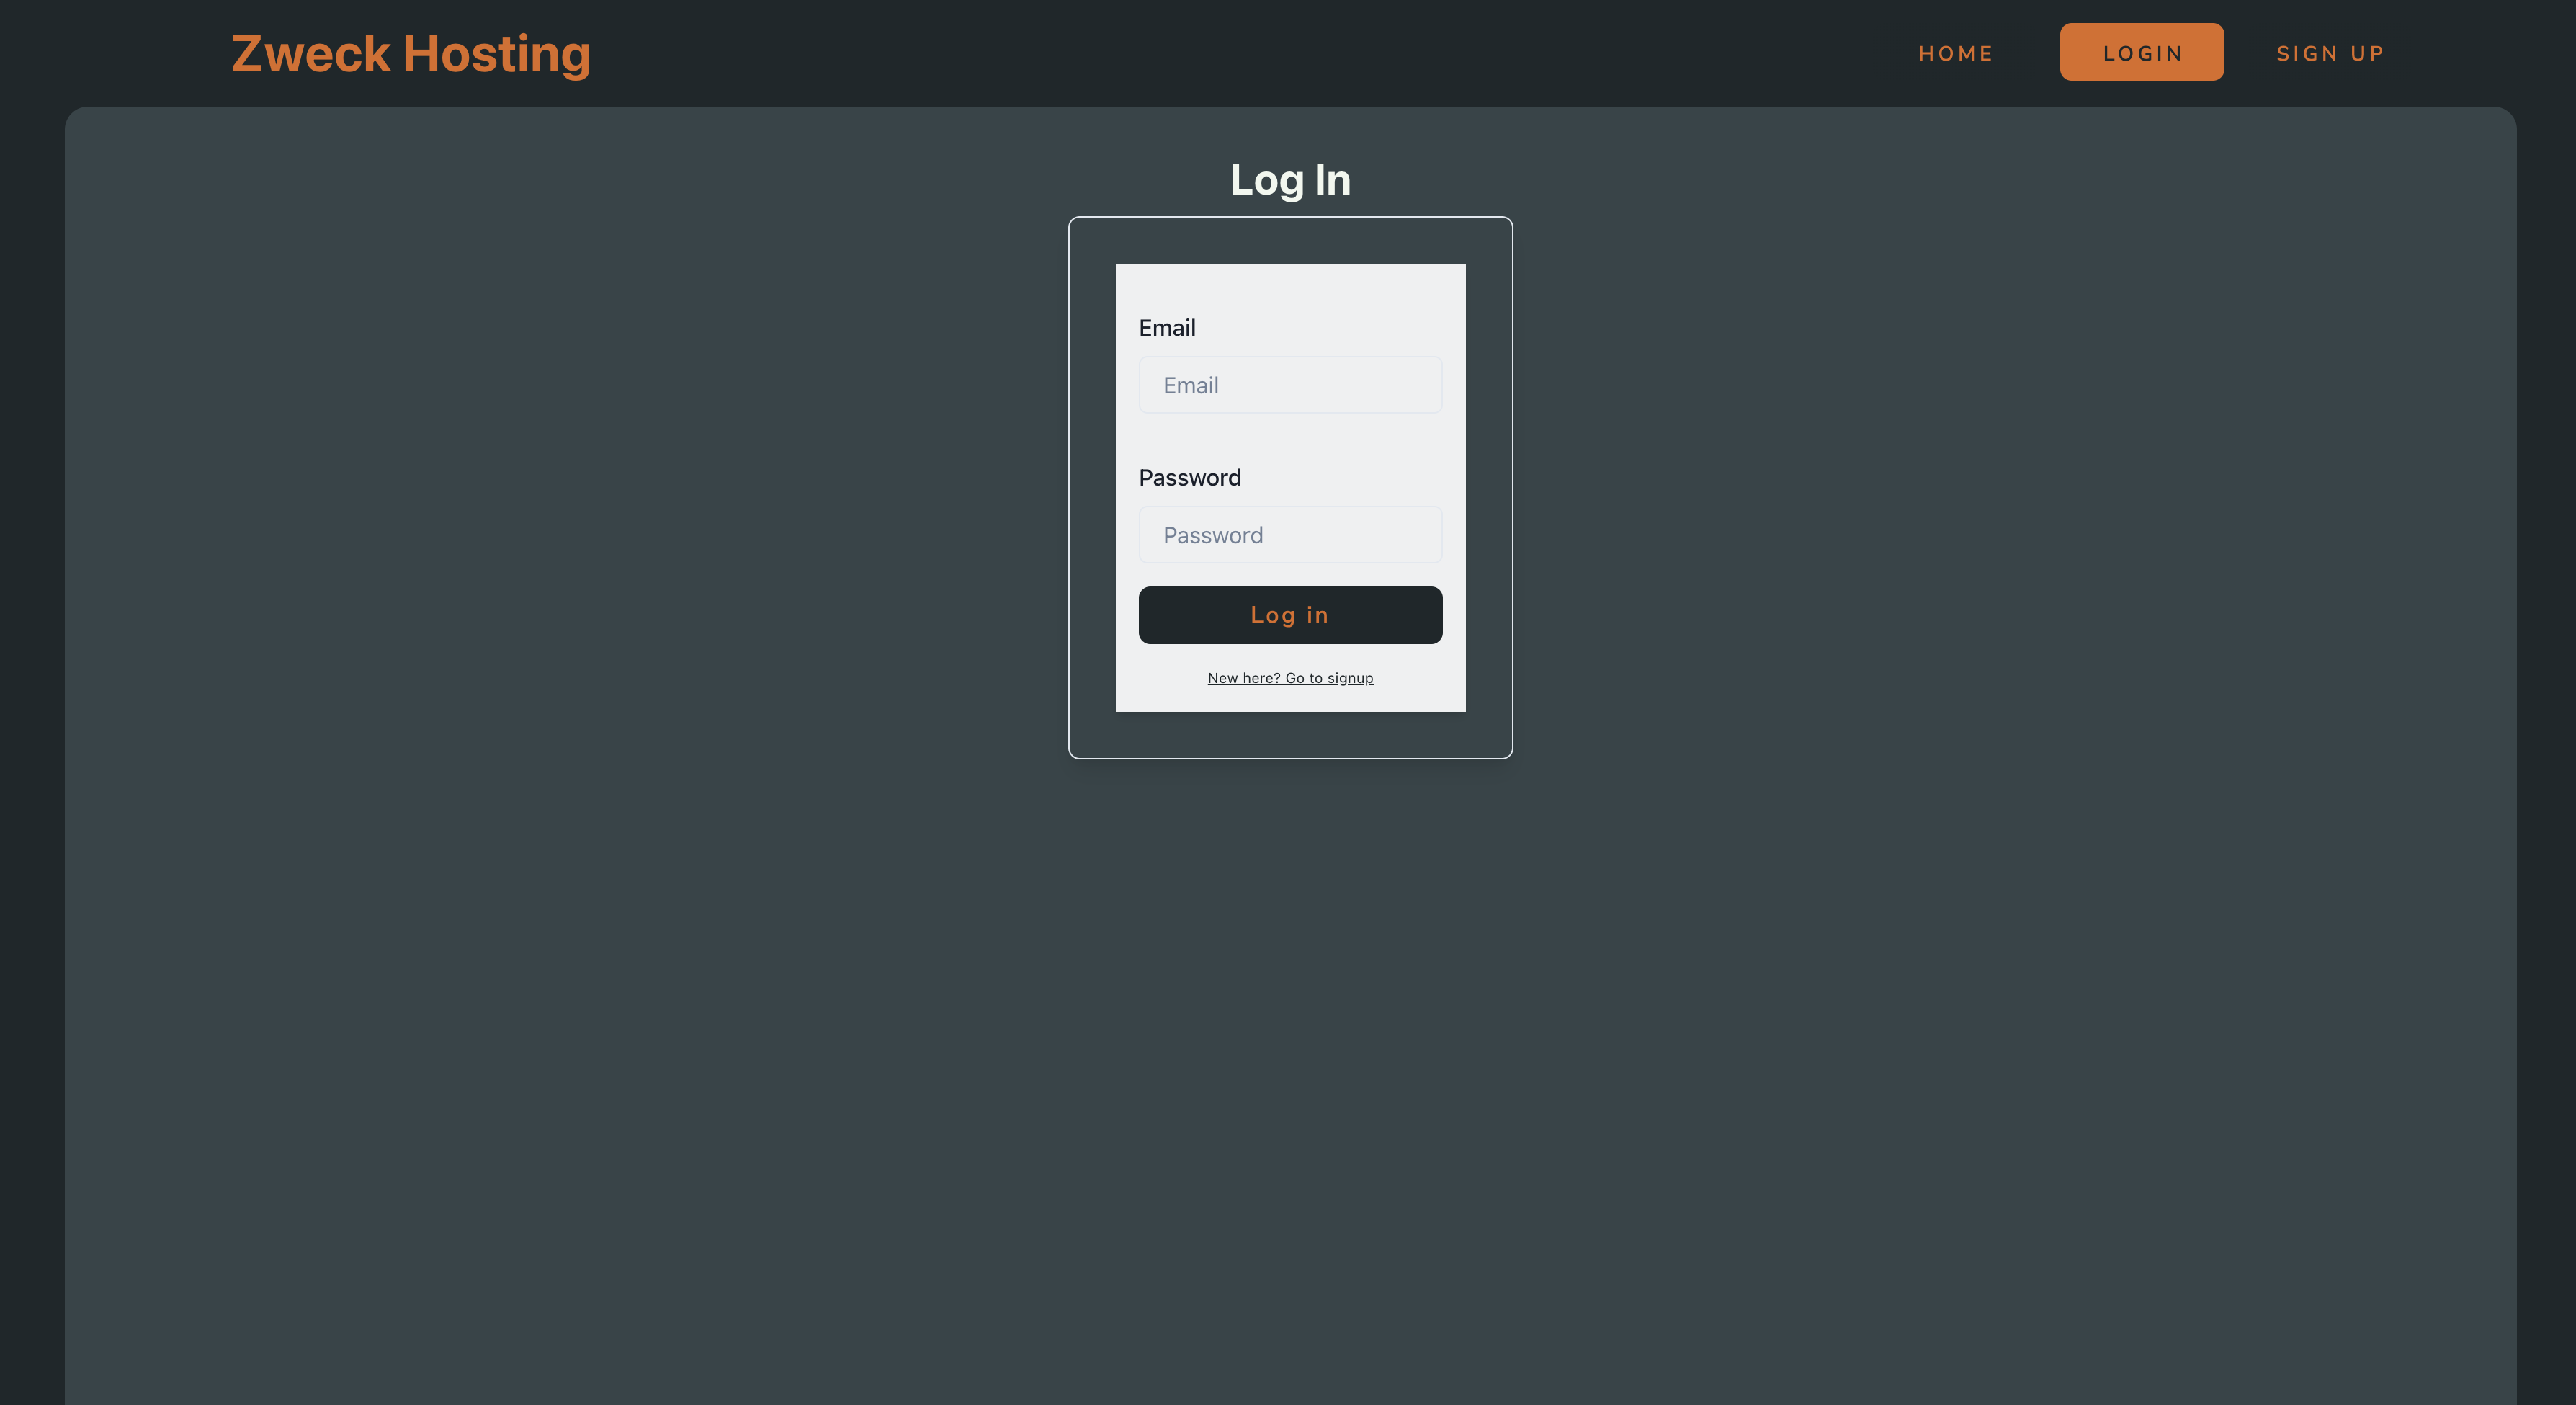 Zweck Hosting
HOME LOGIN SIGN UP
Log In
Email
Email
Password
Password
Log in
New here? Go to signup